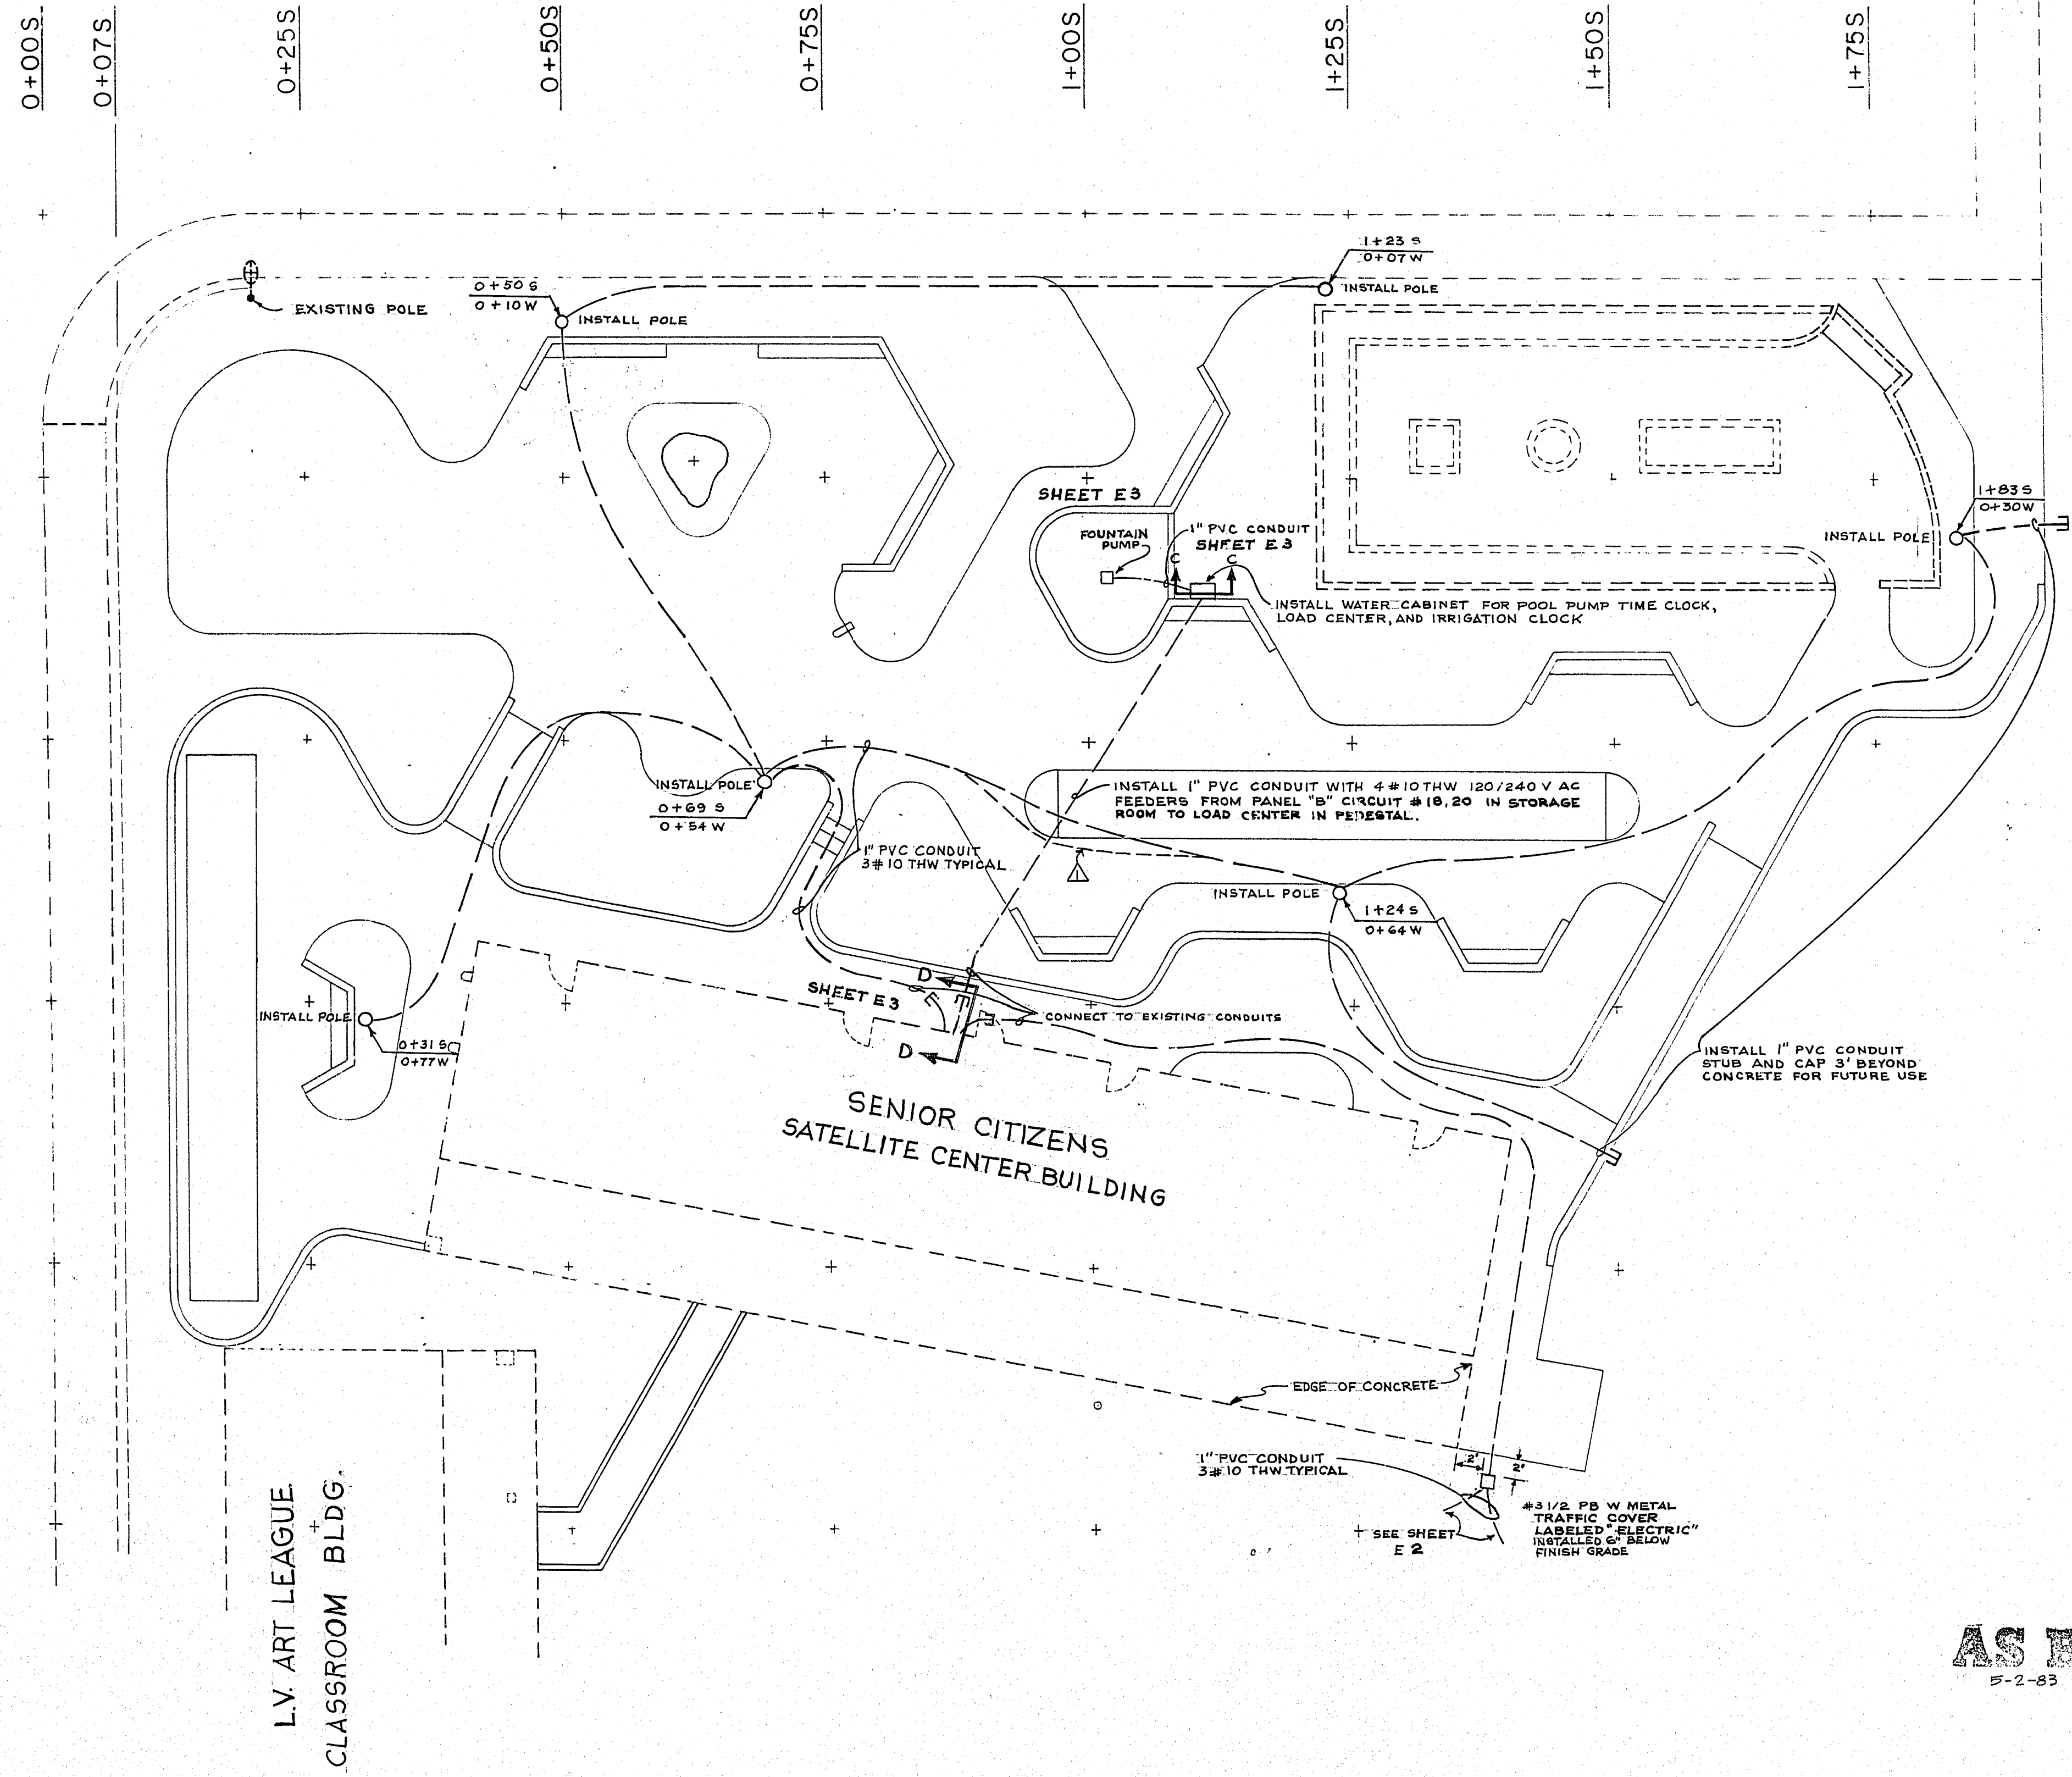 0+00S
0+07S
0+25S
0+50S
0+75S
1+00S
1+25S
1+50S
1+75S
1+23 S
0+07W
INSTALL POLE
EXISTING POLE
0+50 S
0+10W
INSTALL POLE
SHEET E3
FOUNTAIN
PUMP
1" PVC CONDUIT
SHEET E3
C
C
INSTALL WATER CABINET FOR POOL PUMP TIME CLOCK,
LOAD CENTER, AND IRRIGATION CLOCK
1+83 S
0+30W
INSTALL POLE
INSTALL POLE
0+69 S
0+54 W
INSTALL 1" PVC CONDUIT WITH 4 #10 THW 120/240 V AC
FEEDERS FROM PANEL "B" CIRCUIT #18,20 IN STORAGE
ROOM TO LOAD CENTER IN PEDESTAL.
1" PVC CONDUIT
3#10 THW TYPICAL
1
INSTALL POLE
1+24 S
0+64W
D
SHEET E3
D
CONNECT TO EXISTING CONDUITS
INSTALL POLE
0+31 S
0+77W
INSTALL 1" PVC CONDUIT
STUB AND CAP 3' BEYOND
CONCRETE FOR FUTURE USE
SENIOR CITIZENS
SATELLITE CENTER BUILDING
EDGE OF CONCRETE
1" PVC CONDUIT
3#10 THW TYPICAL
2'
2'
SEE SHEET
E 2
#3 1/2 PB W METAL
TRAFFIC COVER
LABELED "ELECTRIC"
INSTALLED 6" BELOW
FINISH GRADE
L.V. ART LEAGUE
CLASSROOM BLDG.
AS
5-2-83